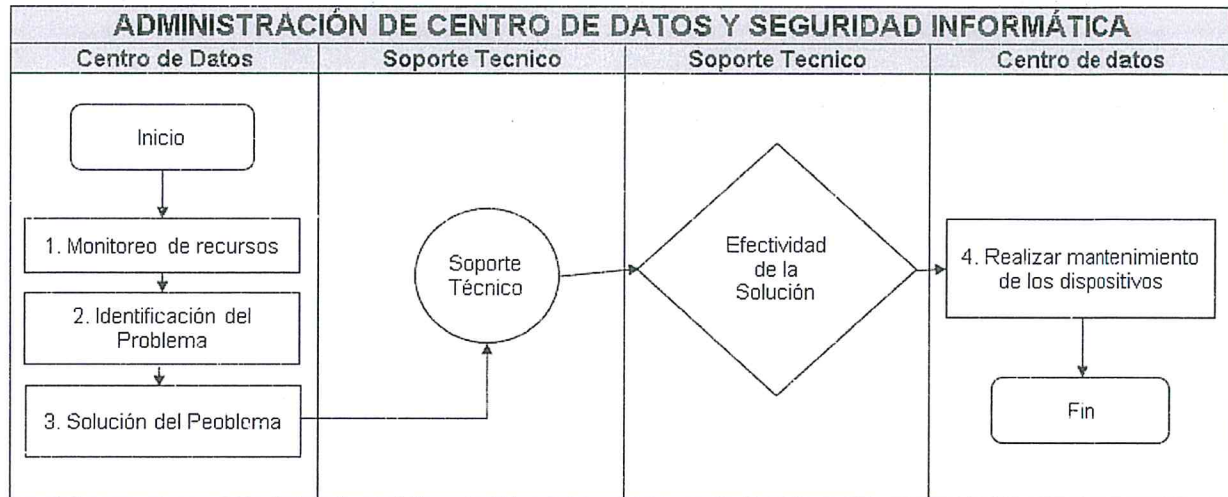 ADMINISTRACIÓN DE CENTRO DE DATOS Y SEGURIDAD INFORMÁTICA
Centro de Datos
Soporte Tecnico
Soporte Tecnico
Centro de datos
Inicio
1. Monitoreo de recursos
2. Identificación del
Problema
3. Solución del Peoblema
Soporte
Técnico
Efectividad
de la
Solución
4. Realizar mantenimiento
de los dispositivos
Fin